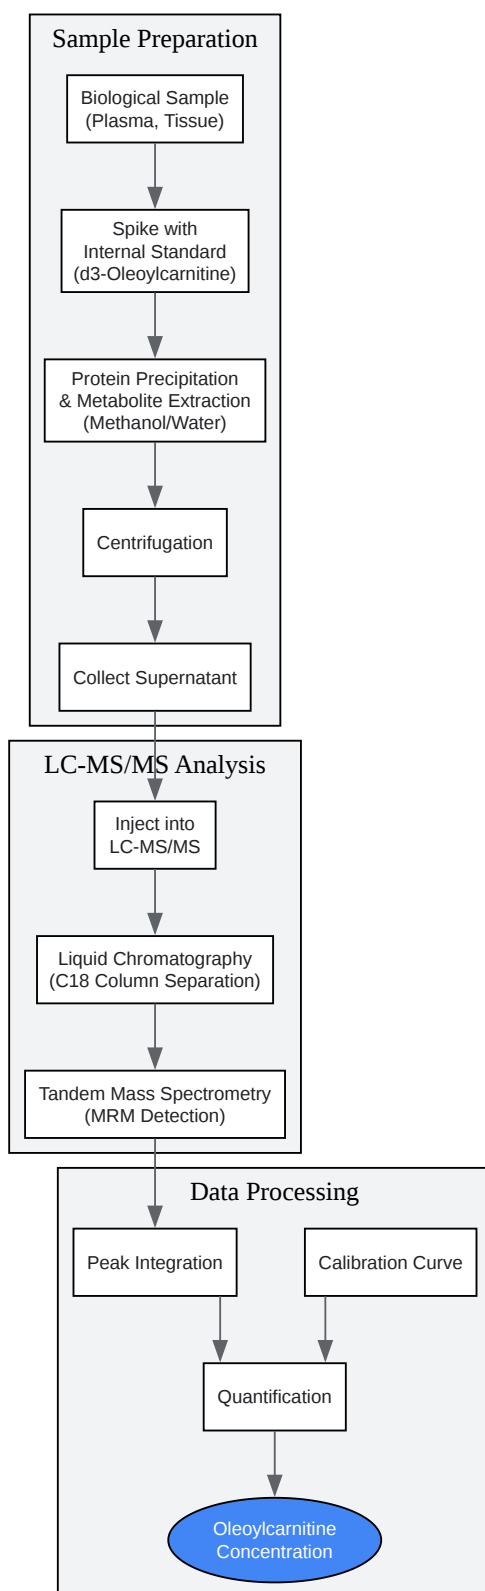 Sample Preparation
Biological Sample
(Plasma, Tissue)
Spike with
Internal Standard
(d3-Oleoylcarnitine)
Protein Precipitation
& Metabolite Extraction
(Methanol/Water)
Centrifugation
Collect Supernatant
LC-MS/MS Analysis
Inject into
LC-MS/MS
Liquid Chromatography
(C18 Column Separation)
Tandem Mass Spectrometry
(MRM Detection)
Data Processing
Peak Integration
Calibration Curve
Quantification
Oleoylcarnitine
Concentration